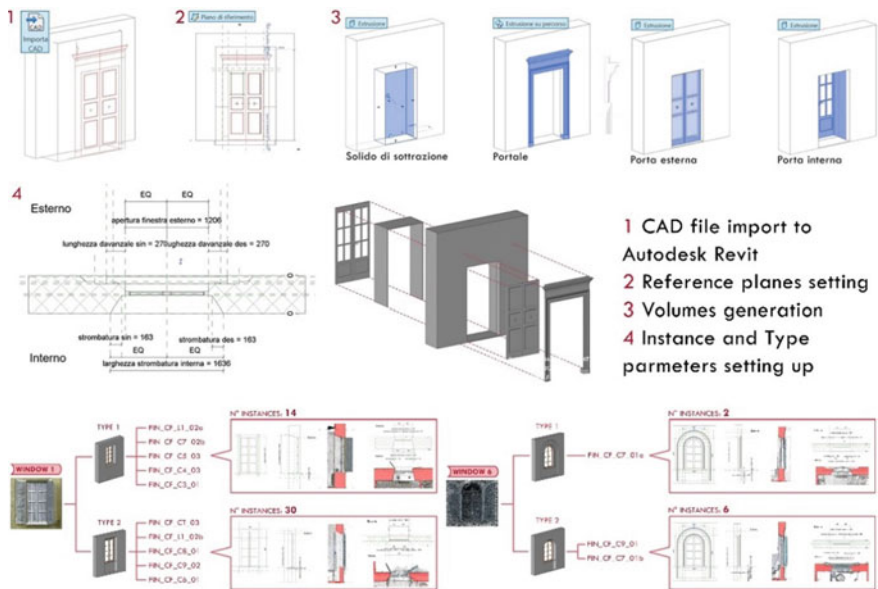 1
CAD
Importa
CAD
2
Piano di riferimento
3
Estrusione
Estrusione su percorso
Estrusione
Estrusione
Solido di sottrazione
Portale
Porta esterna
Porta interna
4
Esterno
EQ EQ
apertura finestra esterno = 1206
lunghezza davanzale sin = 270
lughezza davanzale des = 270
strombatura sin = 163
strombatura des = 163
EQ EQ
Interno
larghezza strombatura interna = 1636
1 CAD file import to
Autodesk Revit
2 Reference planes setting
3 Volumes generation
4 Instance and Type
parmeters setting up
WINDOW 1
TYPE 1
FIN_CF_L1_02a
FIN_CF_C7_02b
FIN_CF_C5_03
FIN_CF_C4_03
FIN_CF_C3_01
N° INSTANCES: 14
TYPE 2
FIN_CF_C7_03
FIN_CF_L1_02b
FIN_CF_C8_01
FIN_CF_C9_02
FIN_CF_C6_01
N° INSTANCES: 30
WINDOW 6
TYPE 1
FIN_CF_C7_01a
N° INSTANCES: 2
FIN_CF_C9_01
FIN_CF_C7_01b
N° INSTANCES: 6